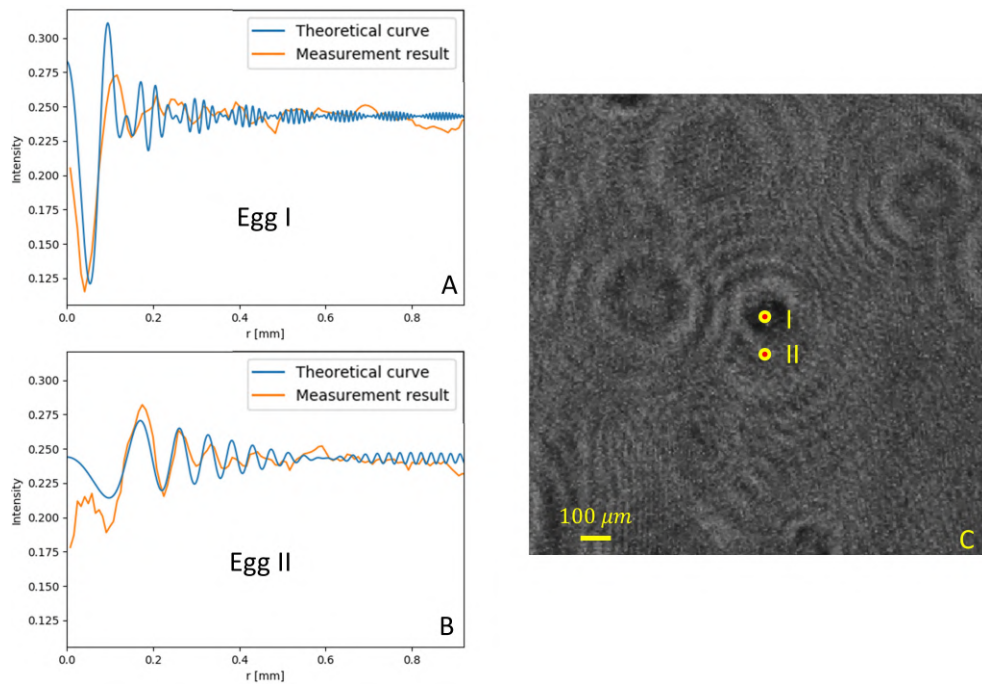 Theoretical curve
Measurement result
0.300
0.275
0.250
0.225
0.200
0.175
0.150
0.125
Intensity
Egg I
A
0.0 0.2 0.4 0.6 0.8
r [mm]
Theoretical curve
Measurement result
0.300
0.275
0.250
0.225
0.200
0.175
0.150
0.125
Intensity
Egg II
B
0.0 0.2 0.4 0.6 0.8
r [mm]
I
II
100 μm
C